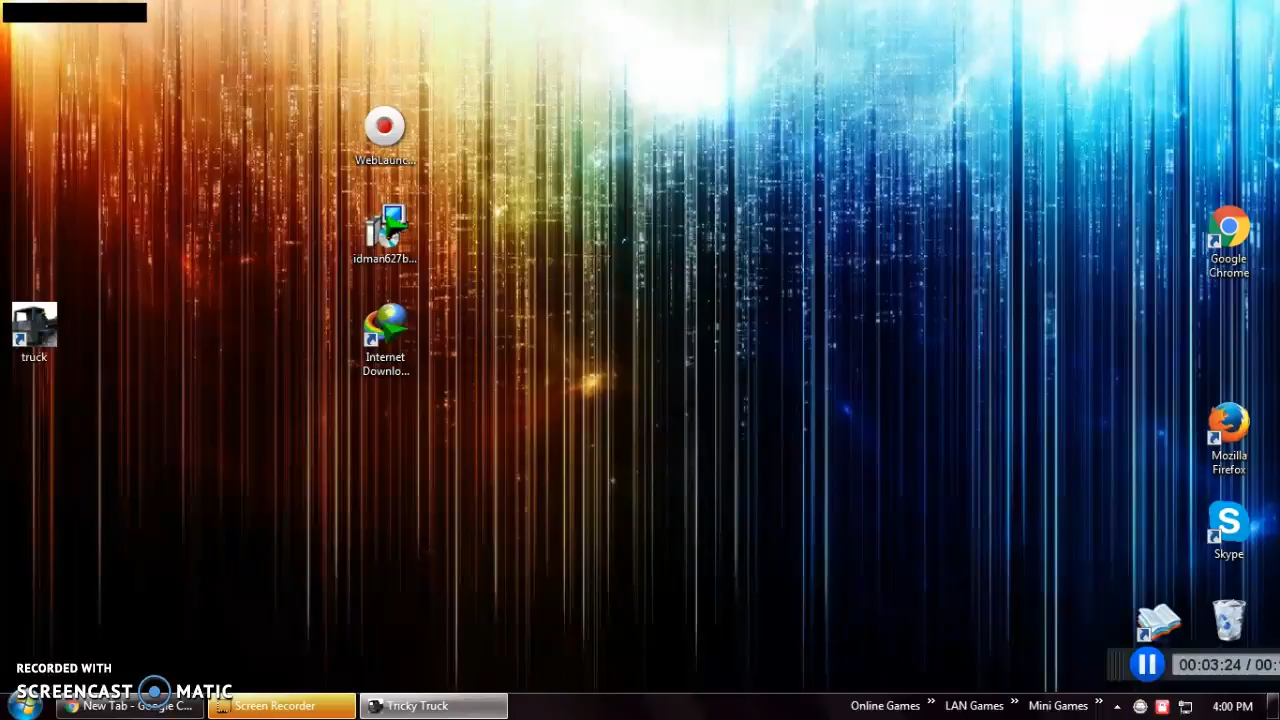 WebLaunc...
idman627b...
Internet
Downlo...
truck
Google
Chrome
Mozilla
Firefox
S
Skype
RECORDED WITH
SCREENCAST MATIC
00:03:24 / 00:
New Tab - Google C...
Screen Recorder
Tricky Truck
Online Games »
LAN Games »
Mini Games »
4:00 PM